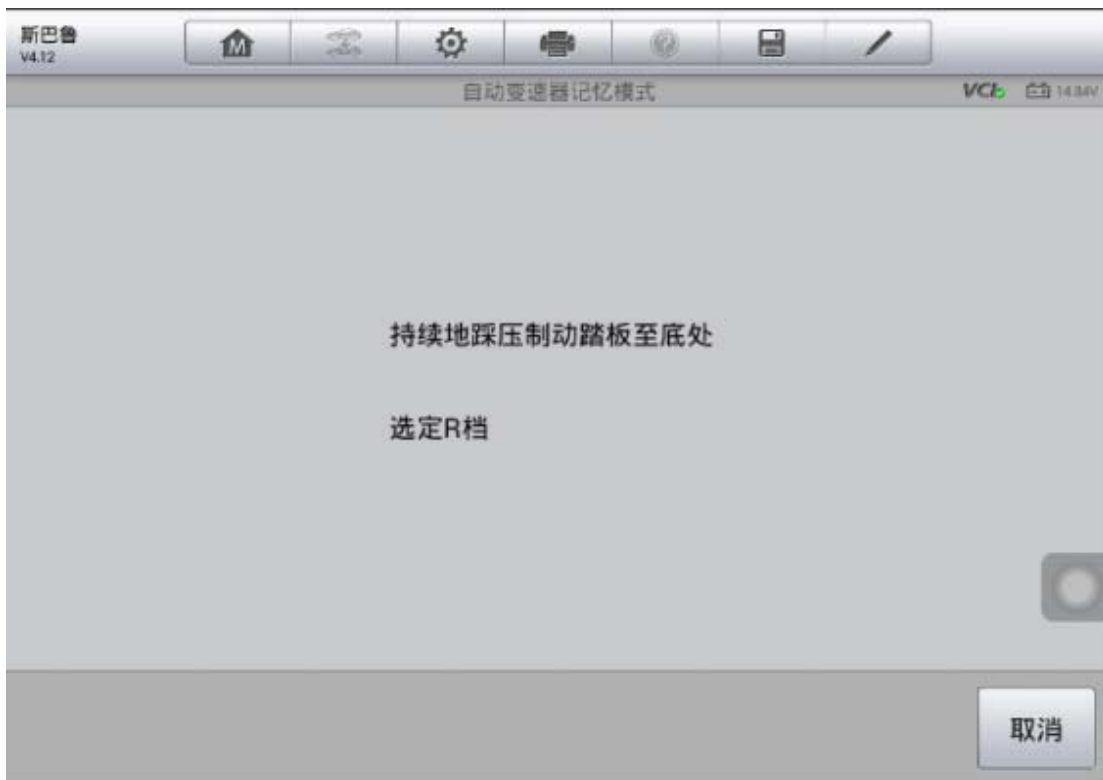 斯巴鲁
V4.12
自动变速器记忆模式
VCI
14.84V
持续地踩压制动踏板至底处
选定R档
取消